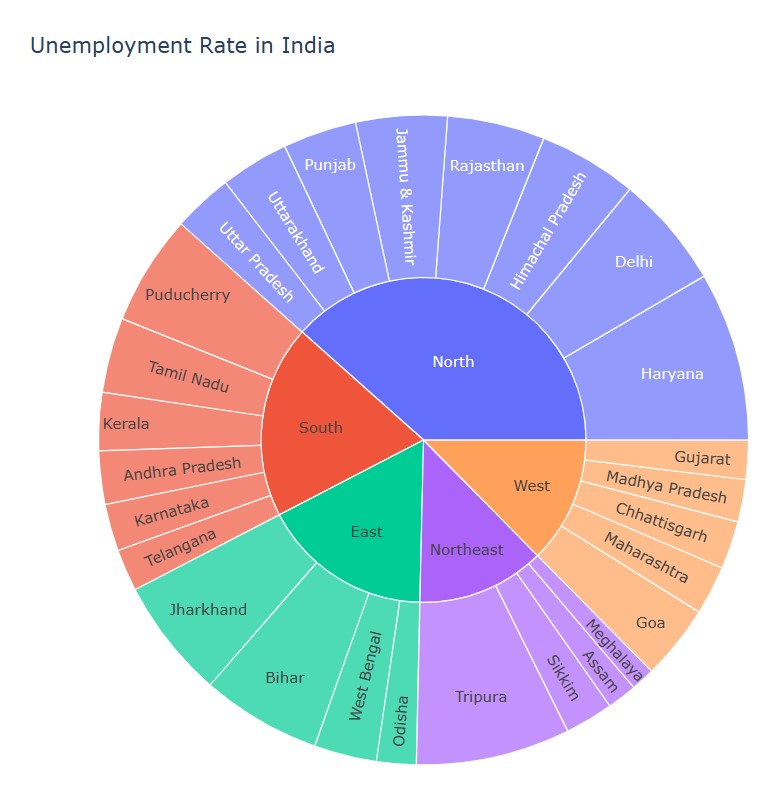 Unemployment Rate in India
North
Haryana
Delhi
Himachal Pradesh
Rajasthan
Jammu & Kashmir
Punjab
Uttarakhand
Uttar Pradesh
South
Puducherry
Tamil Nadu
Kerala
Andhra Pradesh
Karnataka
Telangana
East
Jharkhand
Bihar
West Bengal
Odisha
Northeast
Tripura
Sikkim
Assam
Meghalaya
West
Goa
Maharashtra
Chhattisgarh
Madhya Pradesh
Gujarat